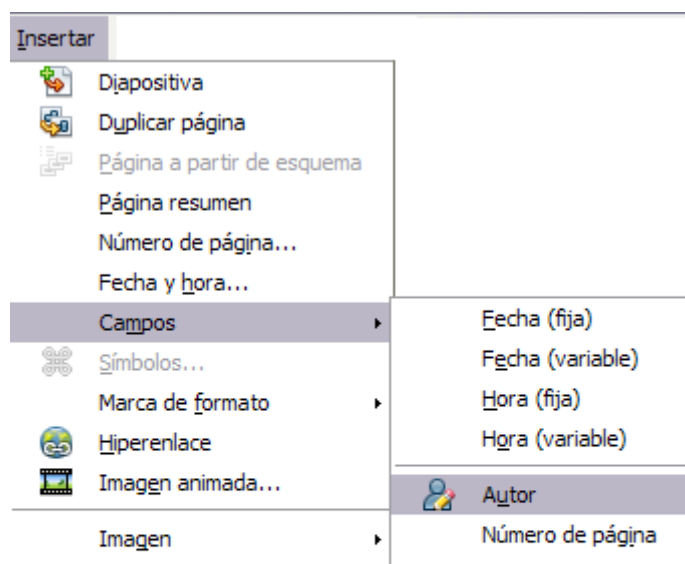 Insertar
Diapositiva
Duplicar página
Página a partir de esquema
Página resumen
Número de página...
Fecha y hora...
Campos
Símbolos...
Marca de formato
Hiperenlace
Imagen animada...
Imagen
Fecha (fija)
Fecha (variable)
Hora (fija)
Hora (variable)
Autor
Número de página